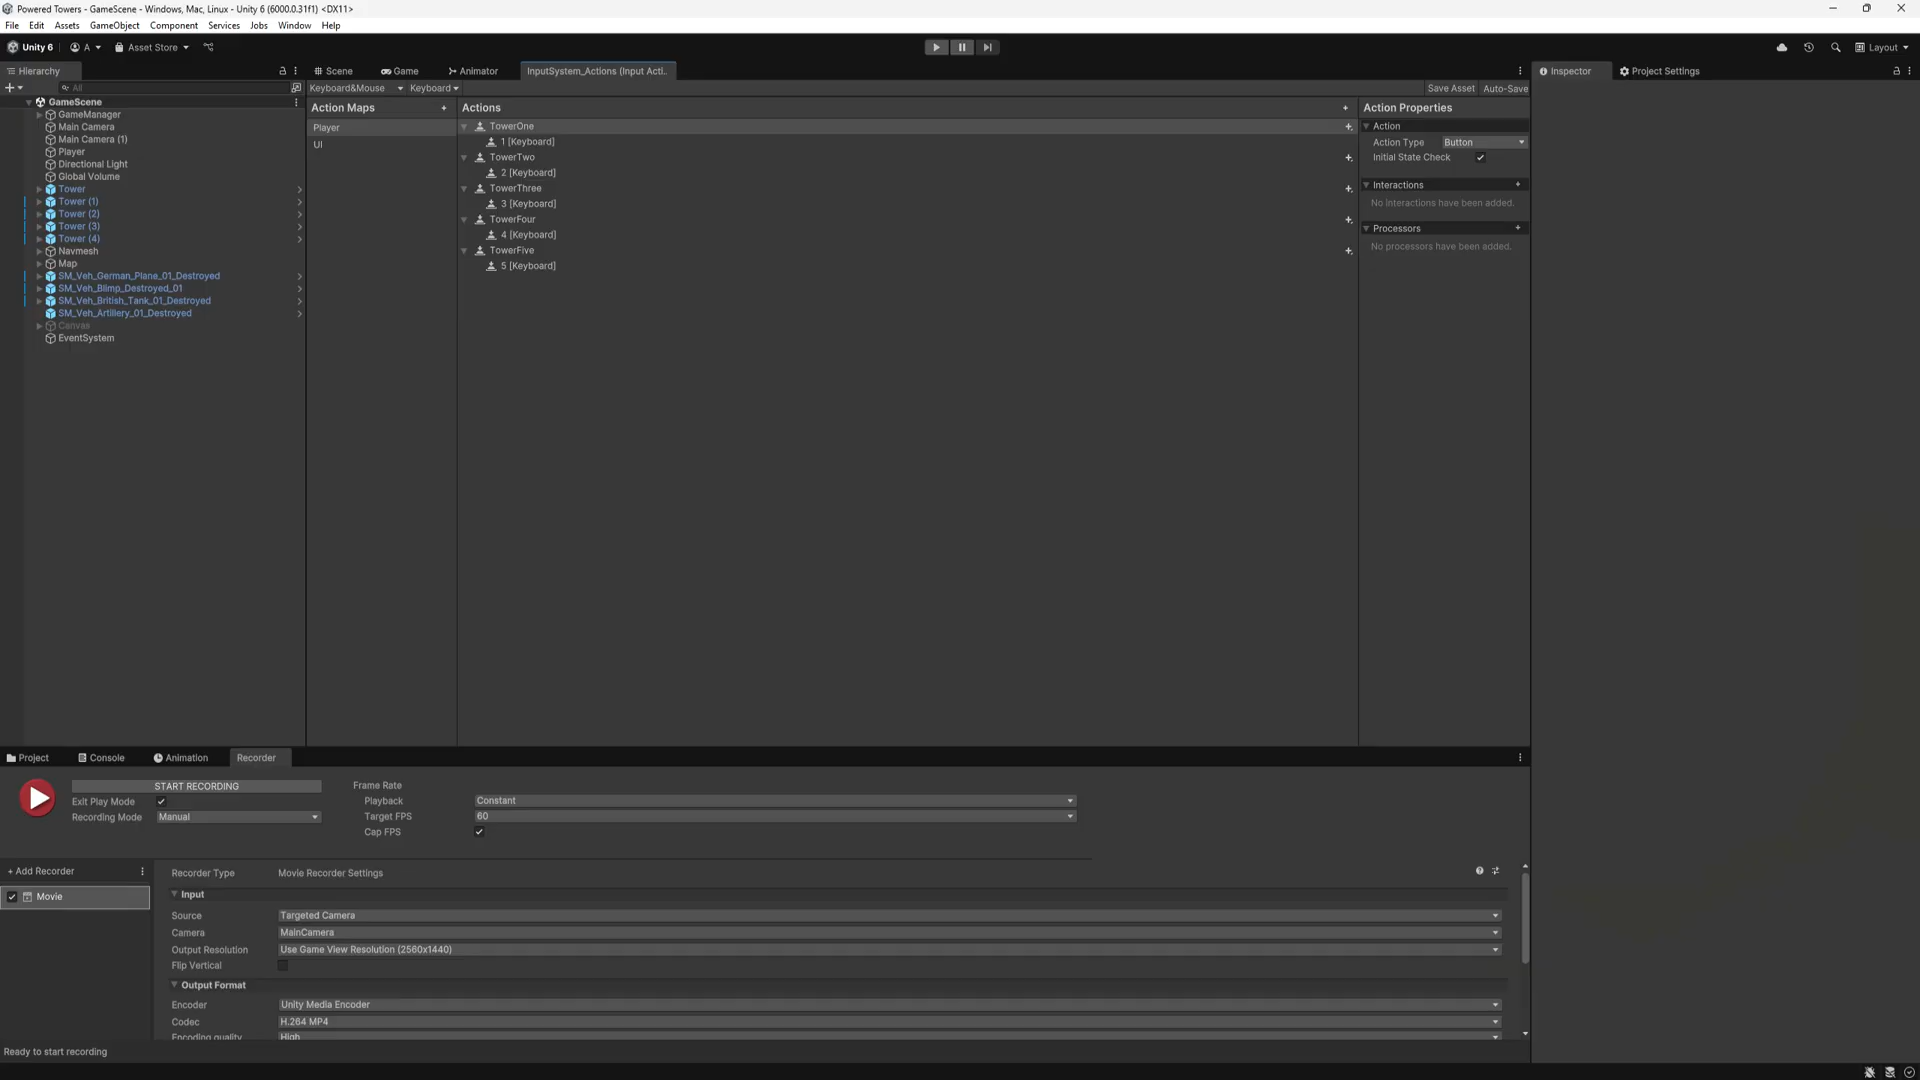 Powered Towers - GameScene - Windows, Mac, Linux - Unity 6 (6000.0.31f1) <DX11>
File Edit Assets GameObject Component Services Jobs Window Help
Unity 6 A Asset Store Layout
Hierarchy Scene Game Animator InputSystem_Actions (Input Acti.. Inspector Project Settings
All Keyboard&Mouse Keyboard Save Asset Auto-Save
GameScene
GameManager
Main Camera
Main Camera (1)
Player
Directional Light
Global Volume
Tower
Tower (1)
Tower (2)
Tower (3)
Tower (4)
Navmesh
Map
SM_Veh_German_Plane_01_Destroyed
SM_Veh_Blimp_Destroyed_01
SM_Veh_British_Tank_01_Destroyed
SM_Veh_Artillery_01_Destroyed
Canvas
EventSystem
Action Maps
Player
UI
Actions
TowerOne
1 [Keyboard]
TowerTwo
2 [Keyboard]
TowerThree
3 [Keyboard]
TowerFour
4 [Keyboard]
TowerFive
5 [Keyboard]
Action Properties
Action
Action Type Button
Initial State Check
Interactions
No interactions have been added.
Processors
No processors have been added.
Project Console Animation Recorder
START RECORDING
Exit Play Mode
Recording Mode Manual
Frame Rate
Playback Constant
Target FPS 60
Cap FPS
+ Add Recorder
Movie
Recorder Type Movie Recorder Settings
Input
Source Targeted Camera
Camera MainCamera
Output Resolution Use Game View Resolution (2560x1440)
Flip Vertical
Output Format
Encoder Unity Media Encoder
Codec H.264 MP4
Encoding quality High
Ready to start recording